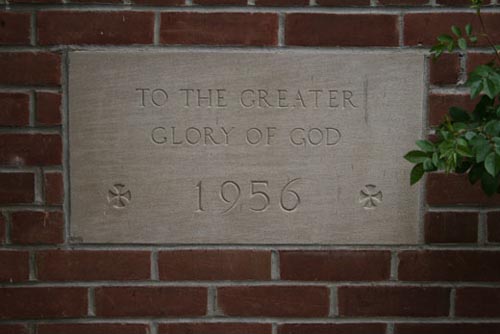 TO THE GREATER
GLORY OF GOD
1956